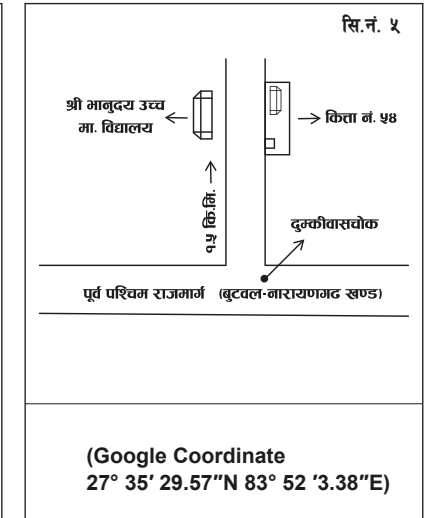 सि.नं. ५
श्री भानुदय उच्च
मा. विद्यालय
कित्ता नं. ५४
१.५ कि.मि.
दुम्कीवासचोक
पूर्व पश्चिम राजमार्ग (बुटवल-नारायणगढ खण्ड)
(Google Coordinate
27° 35′ 29.57″N 83° 52 ′3.38″E)